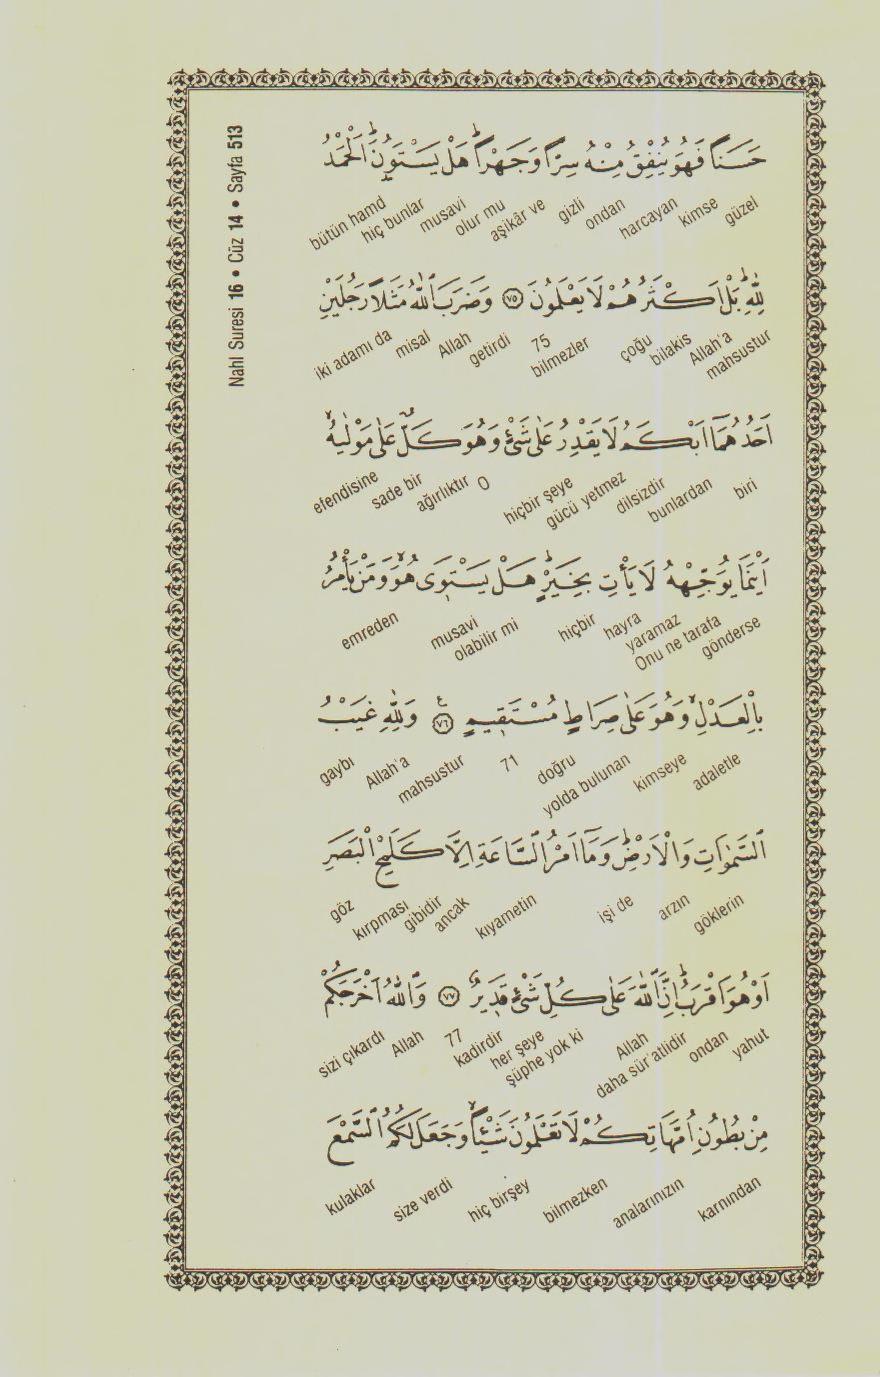 Nahl Suresi 16 • Cüz 14 • Sayfa 513
حَسَنًا فَهُوَ يُنْفِقُ مِنْهُ سِرًّا وَجَهْرًاۜ هَلْ يَسْتَوُ۫نَۜ اَلْحَمْدُ
güzel kimse harcayan ondan gizli aşikâr ve olur mu musavi hiç bunlar bütün hamd
لِلّٰهِۜ بَلْ اَكْثَرُهُمْ لَا يَعْلَمُونَ ﴿٧٥﴾ وَضَرَبَ اللّٰهُ مَثَلًا رَجُلَيْنِ
Allah'a mahsustur bilakis çoğu bilmezler 75 getirdi Allah misal iki adamı da
اَحَدُهُمَٓا اَبْكَمُ لَا يَقْدِرُ عَلٰى شَيْءٍ وَهُوَ كَلٌّ عَلٰى مَوْلٰيهُۙ
biri bunlardan dilsizdir gücü yetmez hiçbir şeye O ağırlıktır sade bir efendisine
اَيْنَمَا يُوَجِّهْهُ لَا يَأْتِ بِخَيْرٍۜ هَلْ يَسْتَو۪ي هُوَۙ وَمَنْ يَأْمُرُ
gönderse Onu ne tarafa yaramaz hayra hiçbir olabilir mi musavi emreden
بِالْعَدْلِۙ وَهُوَ عَلٰى صِرَاطٍ مُسْتَق۪يمٍ ﴿٧٦﴾ وَلِلّٰهِ غَيْبُ
adaletle kimseye yolda bulunan doğru 71 mahsustur Allah'a gaybı
السَّمٰوَاتِ وَالْاَرْضِۜ وَمَٓا اَمْرُ السَّاعَةِ اِلَّا كَلَمْحِ الْبَصَرِ
göklerin arzın işi de kıyametin ancak gibidir kırpması göz
اَوْ هُوَ اَقْرَبُۜ اِنَّ اللّٰهَ عَلٰى كُلِّ شَيْءٍ قَد۪يرٌ ﴿٧٧﴾ وَاللّٰهُ اَخْرَجَكُمْ
yahut ondan daha sür'atlidir Allah şüphe yok ki her şeye kadirdir 77 Allah sizi çıkardı
مِنْ بُطُونِ اُمَّهَاتِكُمْ لَا تَعْلَمُونَ شَيْـًٔاۙ وَجَعَلَ لَكُمُ السَّمْعَ
karnından analarınızın bilmezken hiç birşey size verdi kulaklar